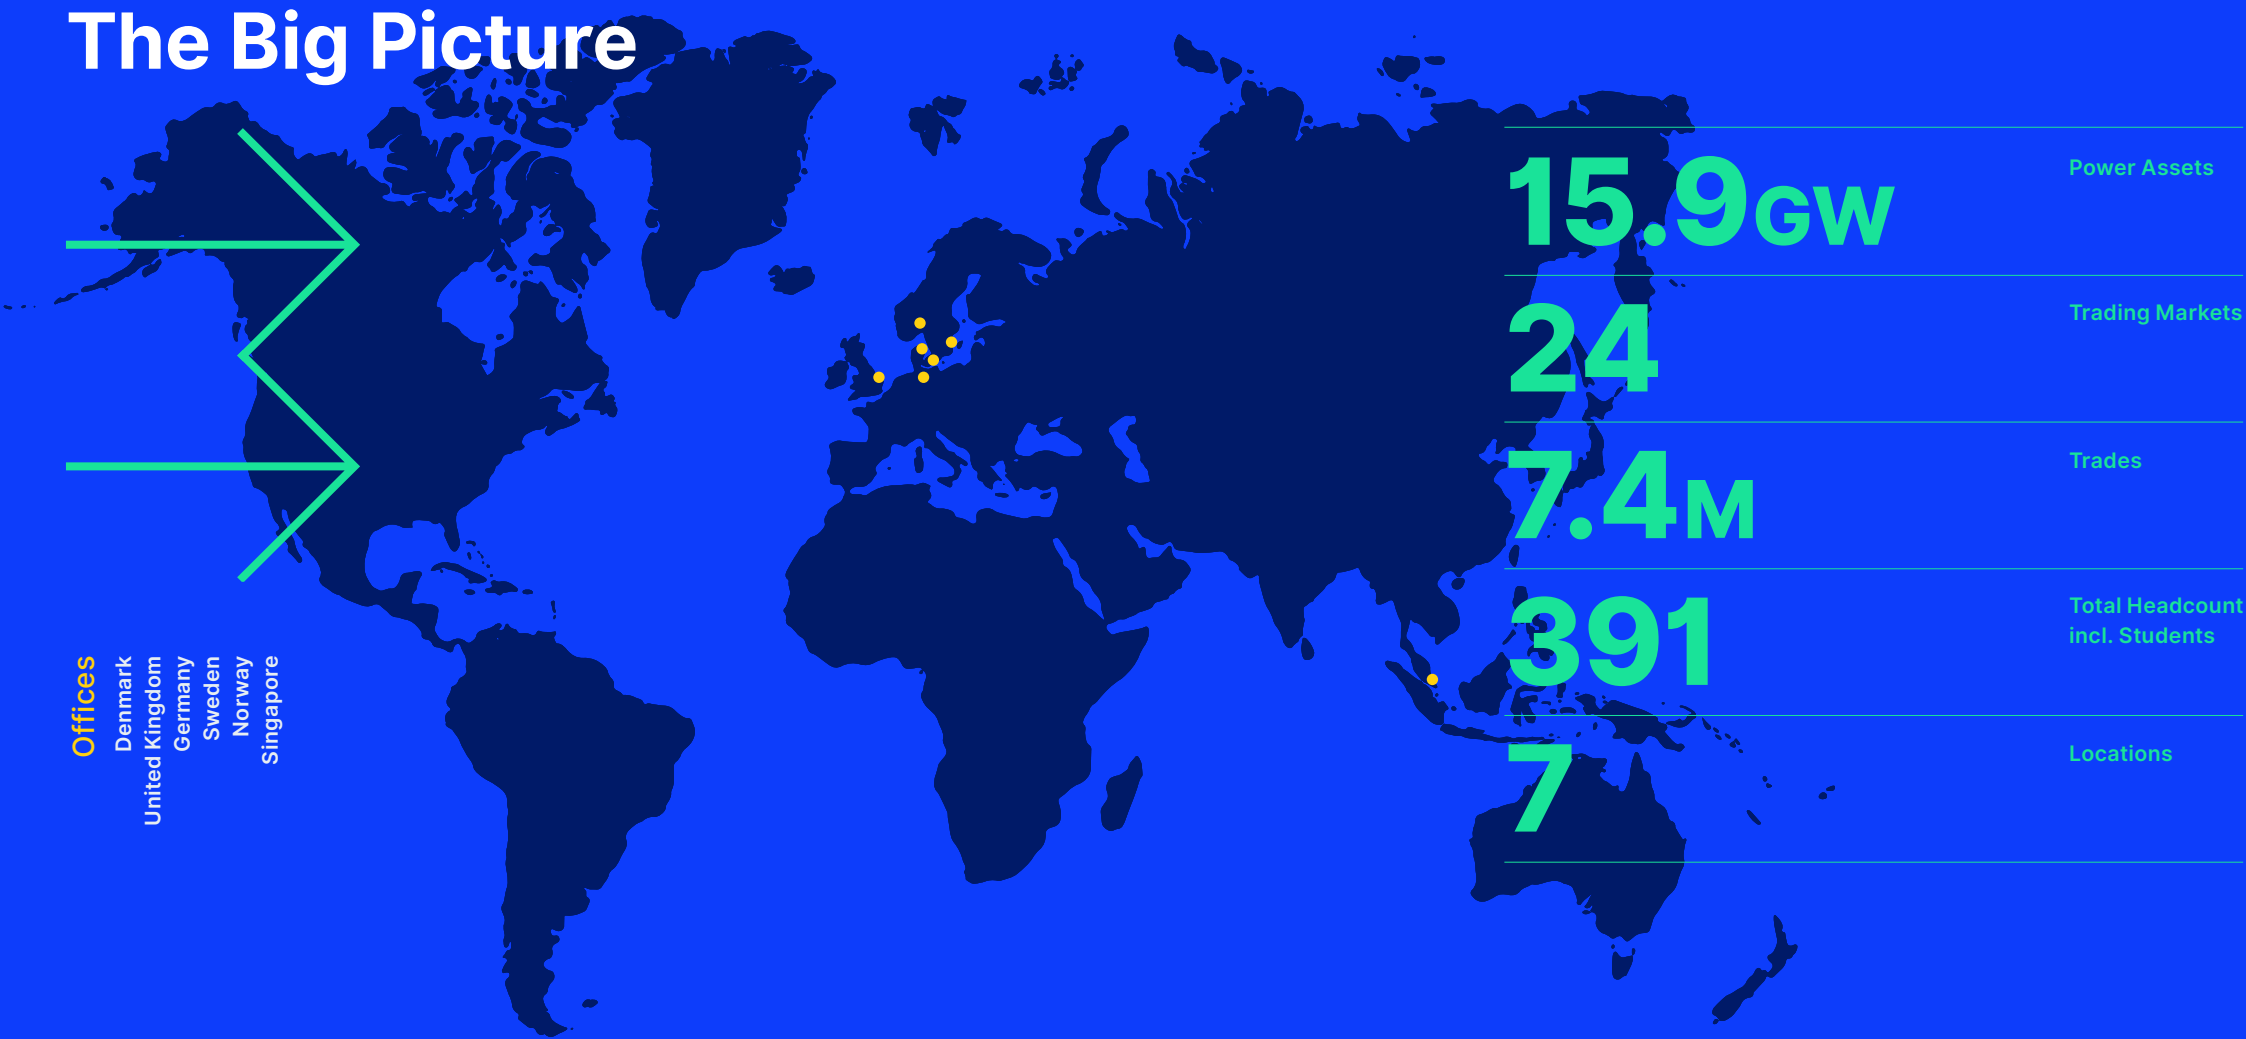 The Big Picture
15.9GW
Power Assets
24
Trading Markets
7.4M
Trades
391
Total Headcount
incl. Students
7
Locations
Offices
Denmark
United Kingdom
Germany
Sweden
Norway
Singapore